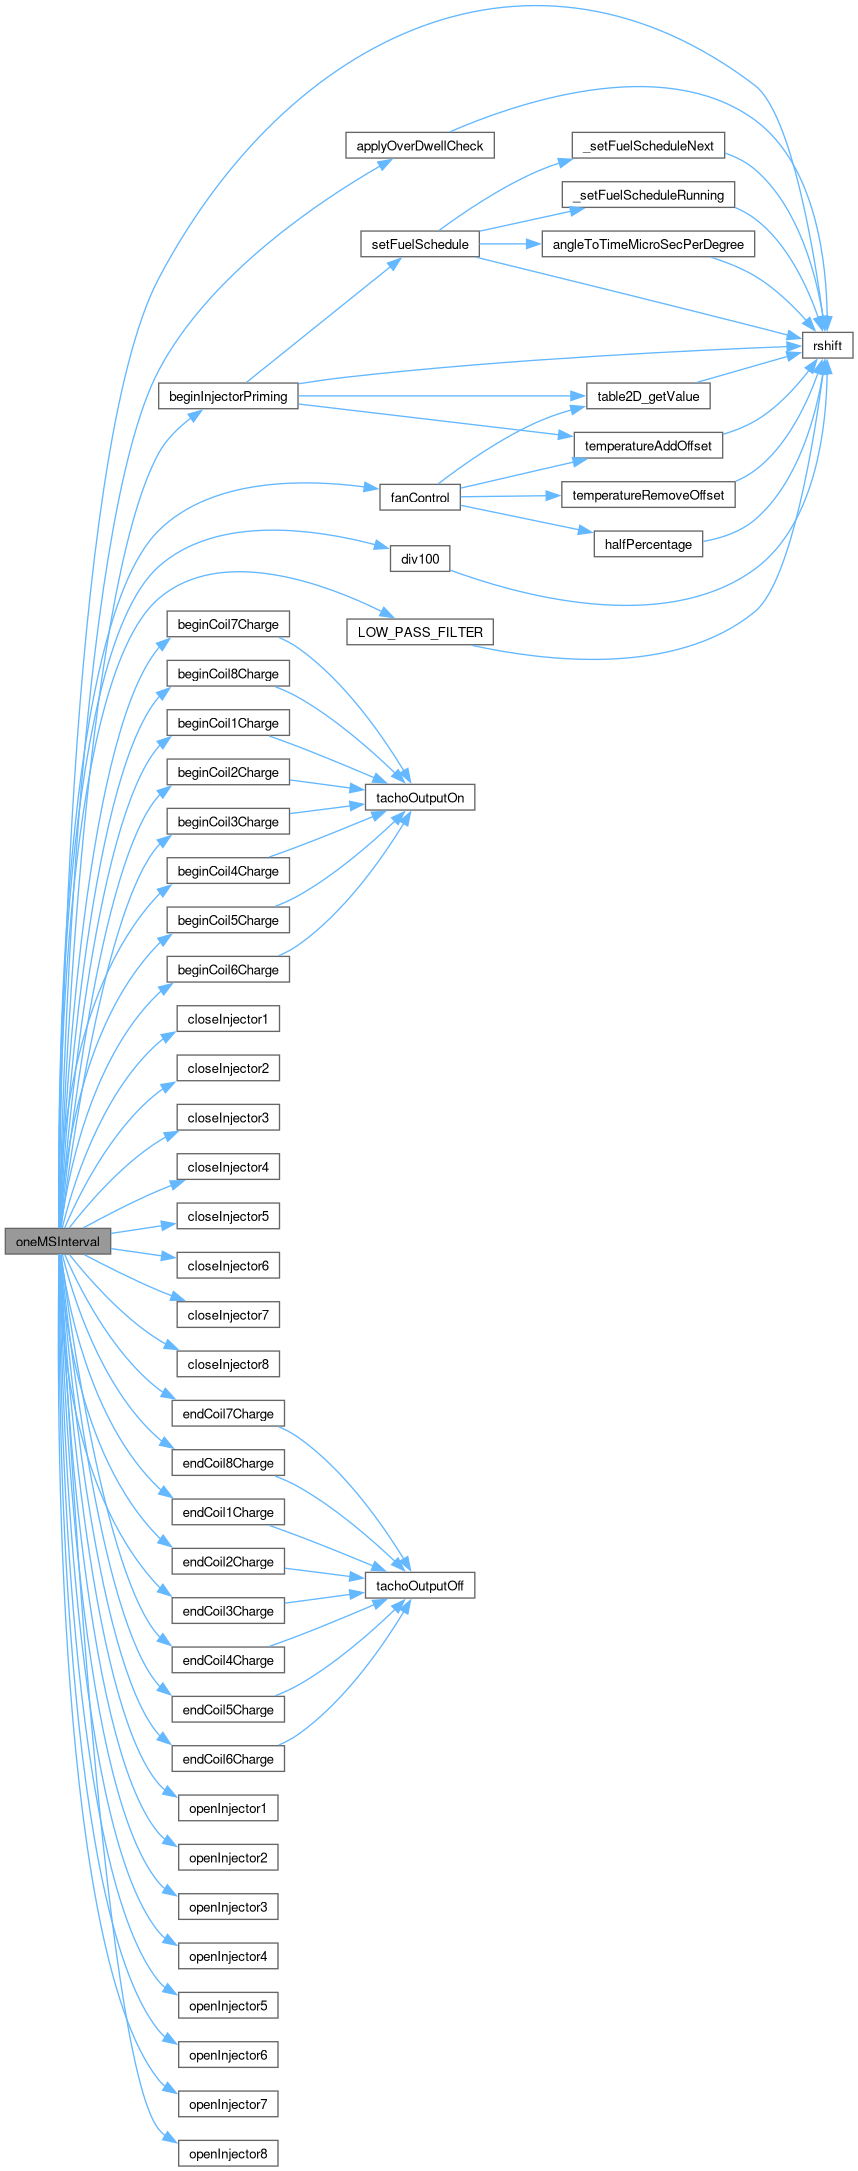 applyOverDwellCheck
_setFuelScheduleNext
_setFuelScheduleRunning
setFuelSchedule
angleToTimeMicroSecPerDegree
rshift
beginInjectorPriming
table2D_getValue
temperatureAddOffset
fanControl
temperatureRemoveOffset
halfPercentage
div100
beginCoil7Charge
LOW_PASS_FILTER
beginCoil8Charge
beginCoil1Charge
beginCoil2Charge
tachoOutputOn
beginCoil3Charge
beginCoil4Charge
beginCoil5Charge
beginCoil6Charge
closeInjector1
closeInjector2
closeInjector3
closeInjector4
closeInjector5
oneMSInterval
closeInjector6
closeInjector7
closeInjector8
endCoil7Charge
endCoil8Charge
endCoil1Charge
endCoil2Charge
tachoOutputOff
endCoil3Charge
endCoil4Charge
endCoil5Charge
endCoil6Charge
openInjector1
openInjector2
openInjector3
openInjector4
openInjector5
openInjector6
openInjector7
openInjector8